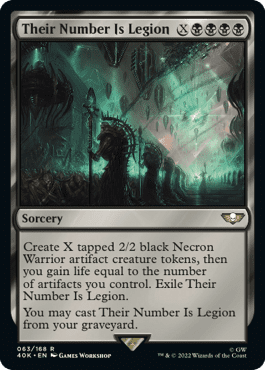 Their Number Is Legion X
Sorcery
Create X tapped 2/2 black Necron
Warrior artifact creature tokens, then
you gain life equal to the number
of artifacts you control. Exile Their
Number Is Legion.
You may cast Their Number Is Legion
from your graveyard.
063/168 R © GW
40K • EN Games Workshop ™ & © 2022 Wizards of the Coast